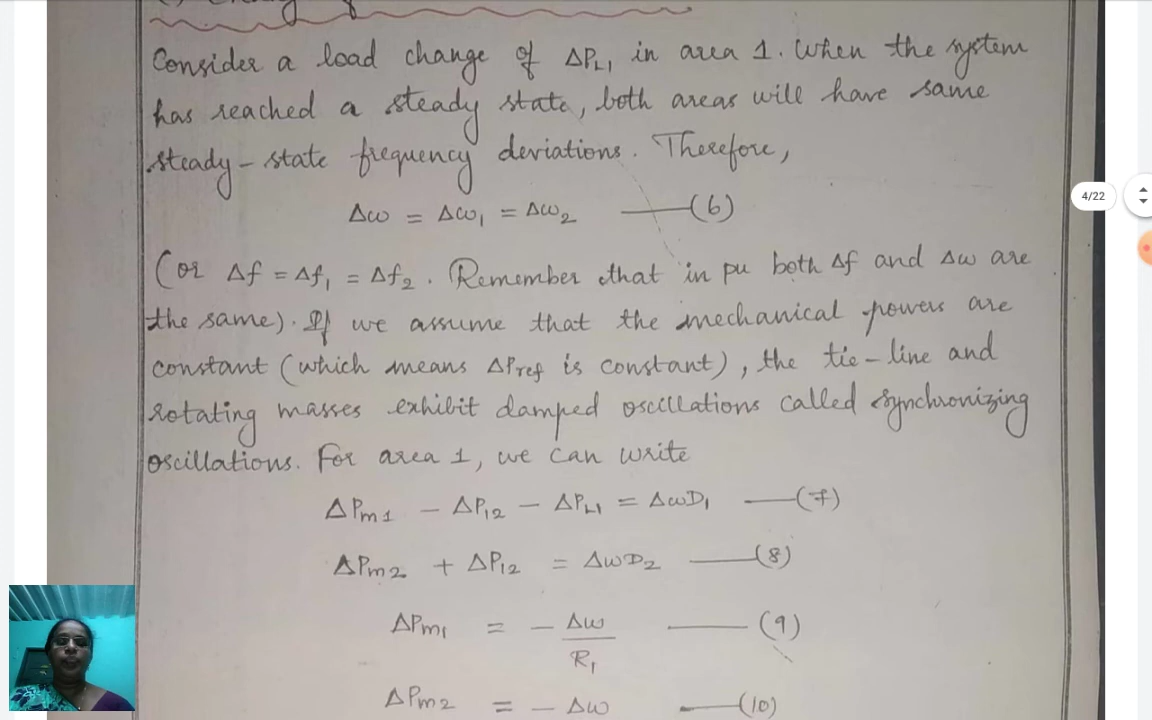 Consider a load change of ΔPL1 in area 1. When the system
has reached a steady state, both areas will have same
steady-state frequency deviations. Therefore,
Δω = Δω1 = Δω2 —(6)
(or Δf = Δf1 = Δf2. Remember that in pu both Δf and Δω are
the same). If we assume that the mechanical powers are
constant (which means ΔPref is constant), the tie-line and
rotating masses exhibit damped oscillations called synchronizing
oscillations. For area 1, we can write
ΔPm1 - ΔP12 - ΔPL1 = ΔωD1 —(7)
ΔPm2 + ΔP12 = ΔωD2 —(8)
ΔPm1 = - Δω/R1 —(9)
ΔPm2 = - Δω —(10)
4/22